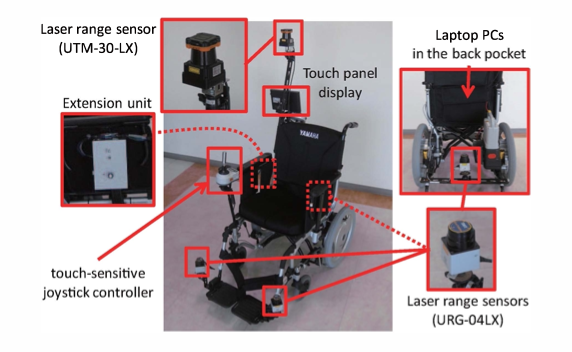 Laser range sensor
(UTM-30-LX)
Laptop PCs
in the back pocket
Touch panel
display
Extension unit
YAMAHA
touch-sensitive
joystick controller
Laser range sensors
(URG-04LX)